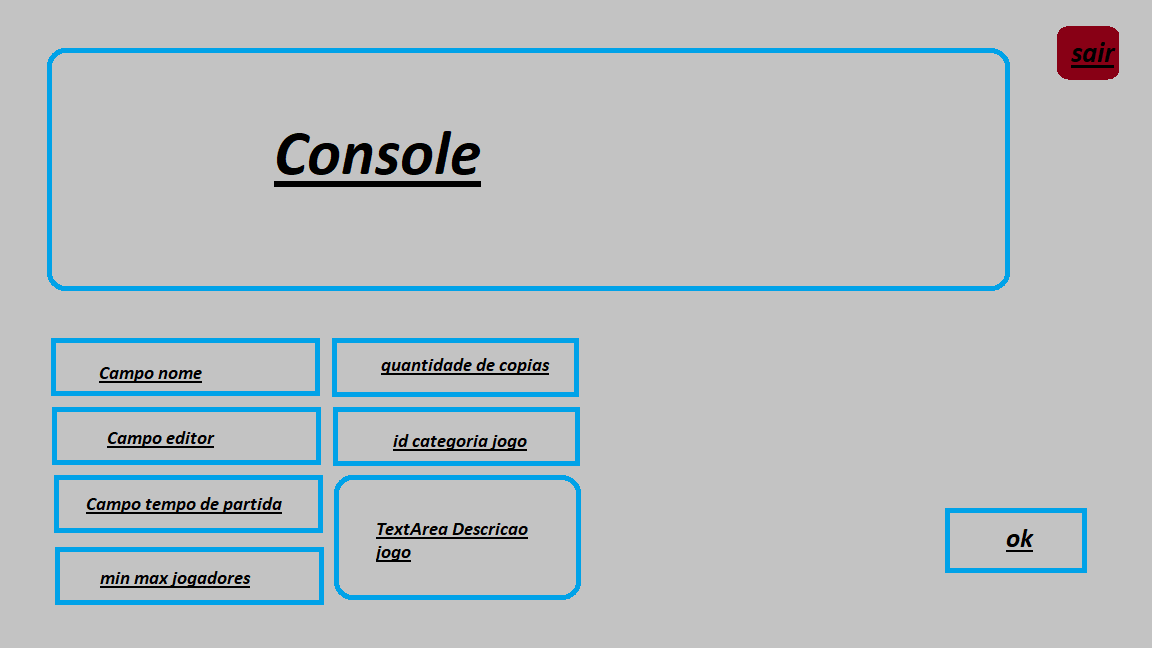 sair
Console
Campo nome
quantidade de copias
Campo editor
id categoria jogo
Campo tempo de partida
TextArea Descricao
jogo
min max jogadores
ok